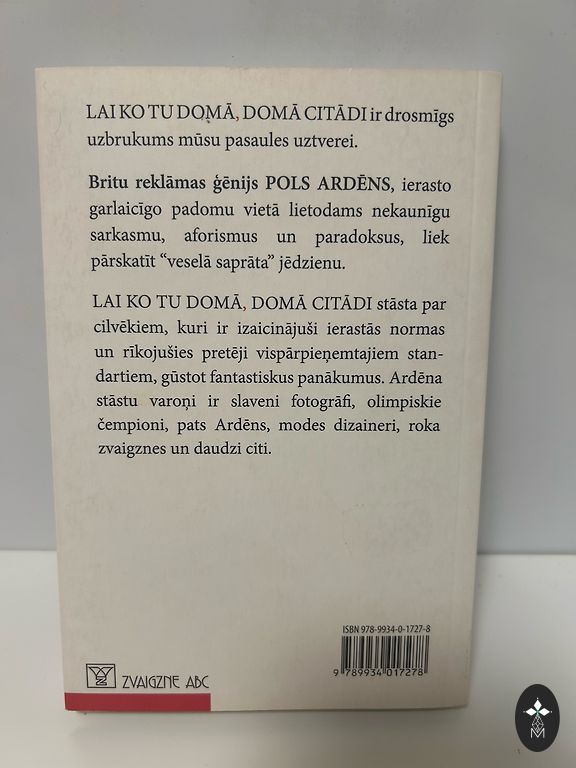 LAI KO TU DOMĀ, DOMĀ CITĀDI ir drosmīgs
uzbrukums mūsu pasaules uztverei.
Britu reklāmas ģēnijs POLS ARDĒNS, ierasto
garlaicīgo padomu vietā lietodams nekaunīgu
sarkasmu, aforismus un paradoksus, liek
pārskatīt “veselā saprāta” jēdzienu.
LAI KO TU DOMĀ, DOMĀ CITĀDI stāsta par
cilvēkiem, kuri ir izaicinājuši ierastās normas
un rīkojušies pretēji vispārpieņemtajiem stan-
dartiem, gūstot fantastiskus panākumus. Ardēna
stāstu varoņi ir slaveni fotogrāfi, olimpiskie
čempioni, pats Ardēns, modes dizaineri, roka
zvaigznes un daudzi citi.
ISBN 978-9934-0-1727-8
9 789934 017278
ZVAIGZNE ABC
M